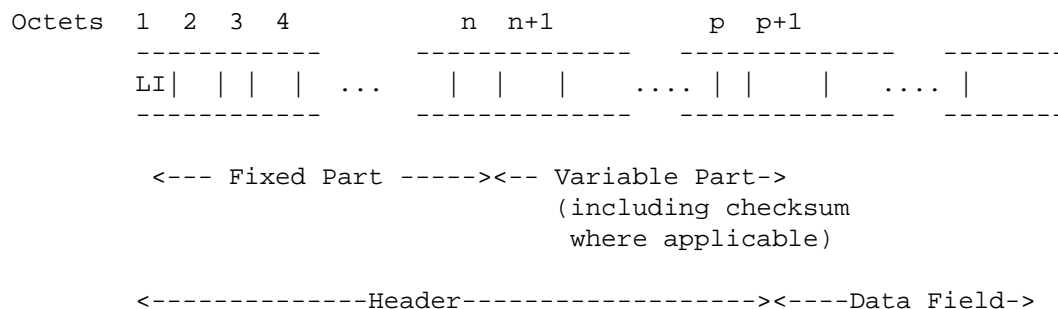 Octets  1  2  3  4           n  n+1          p  p+1
        ------------      --------------   --------------   --------
        LI|  | |  |  ...    |  |   |    .... | |    |   .... |
        ------------      --------------   --------------   --------
         <--- Fixed Part -----><-- Variable Part->
                                   (including checksum
                                    where applicable)
        <--------------Header-------------------><----Data Field->